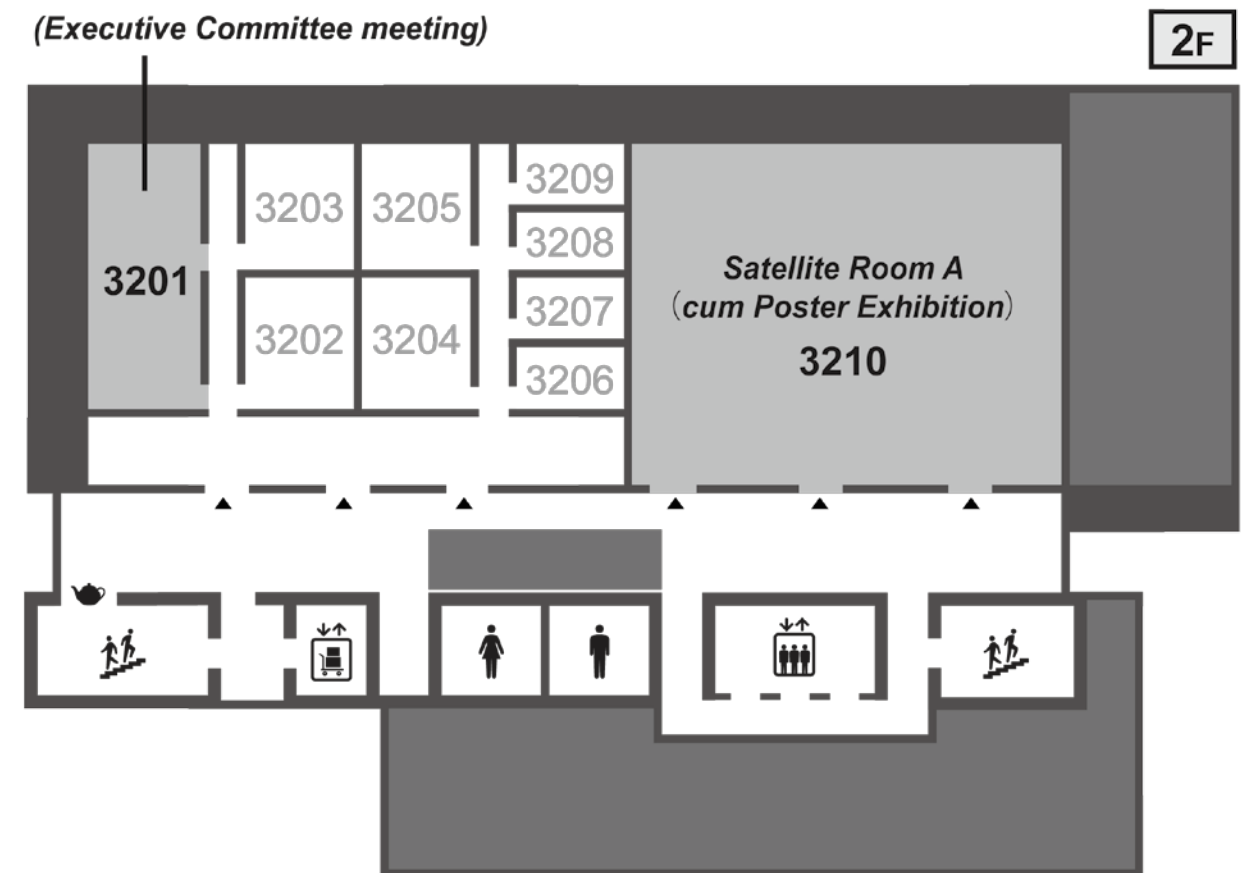 (Executive Committee meeting)
2F
3203
3205
3209
3208
3201
Satellite Room A
（cum Poster Exhibition）
3210
3202
3204
3207
3206